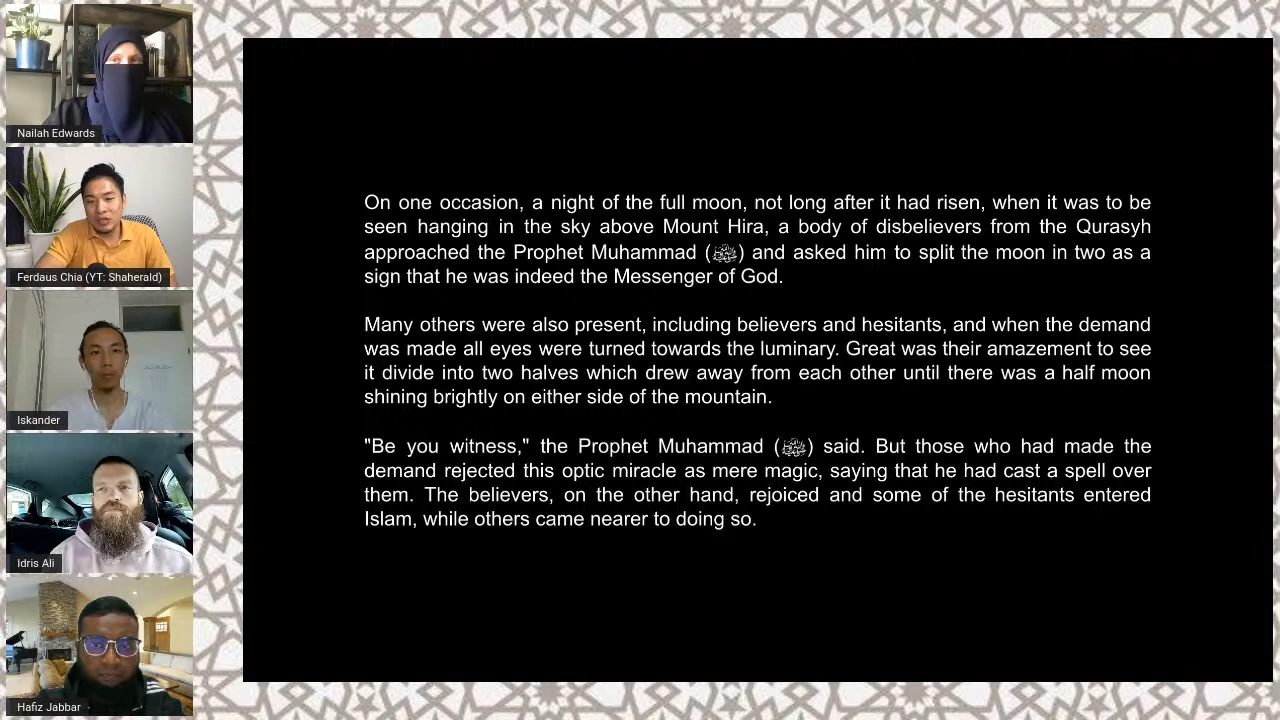 Nailah Edwards
Ferdaus Chia (YT: Shaherald)
Iskander
Idris Ali
Hafiz Jabbar
On one occasion, a night of the full moon, not long after it had risen, when it was to be
seen hanging in the sky above Mount Hira, a body of disbelievers from the Qurasyh
approached the Prophet Muhammad (ﷺ) and asked him to split the moon in two as a
sign that he was indeed the Messenger of God.
Many others were also present, including believers and hesitants, and when the demand
was made all eyes were turned towards the luminary. Great was their amazement to see
it divide into two halves which drew away from each other until there was a half moon
shining brightly on either side of the mountain.
"Be you witness," the Prophet Muhammad (ﷺ) said. But those who had made the
demand rejected this optic miracle as mere magic, saying that he had cast a spell over
them. The believers, on the other hand, rejoiced and some of the hesitants entered
Islam, while others came nearer to doing so.